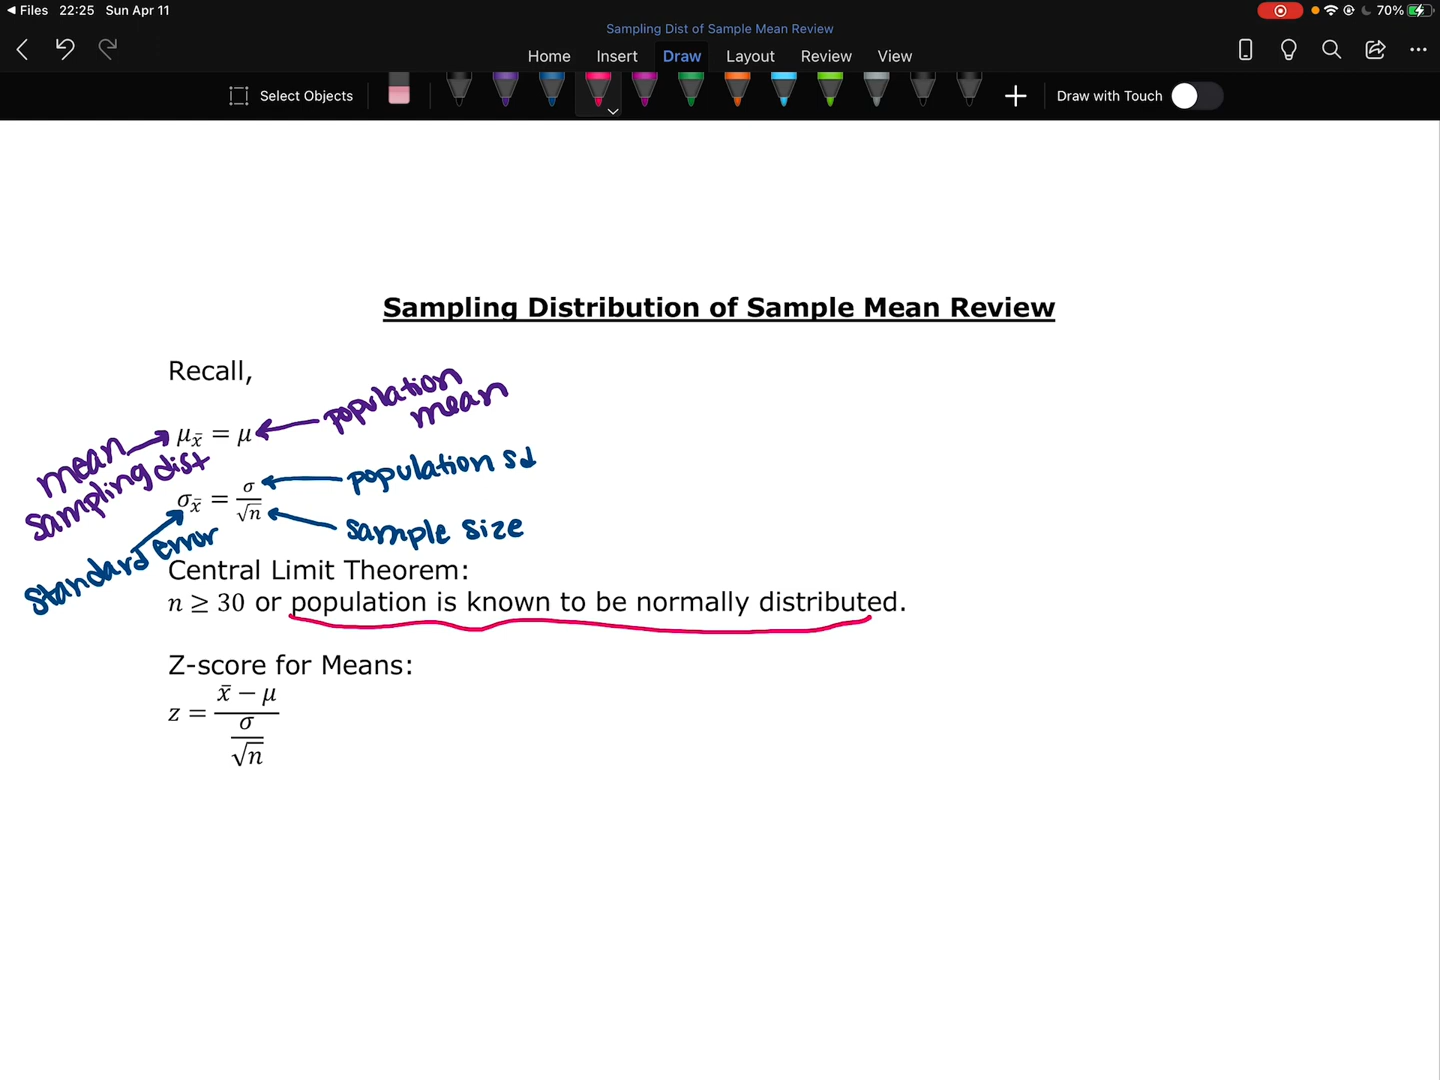 Files 22:25 Sun Apr 11 70%
Sampling Dist of Sample Mean Review
Home Insert Draw Layout Review View
Select Objects Draw with Touch
Sampling Distribution of Sample Mean Review
Recall,
population
mean
μx̄ = μ
mean
sampling dist
population sd
σx̄ = σ/√n
sample size
standard error
Central Limit Theorem:
n ≥ 30 or population is known to be normally distributed.
Z-score for Means:
z = (x̄ − μ)/(σ/√n)